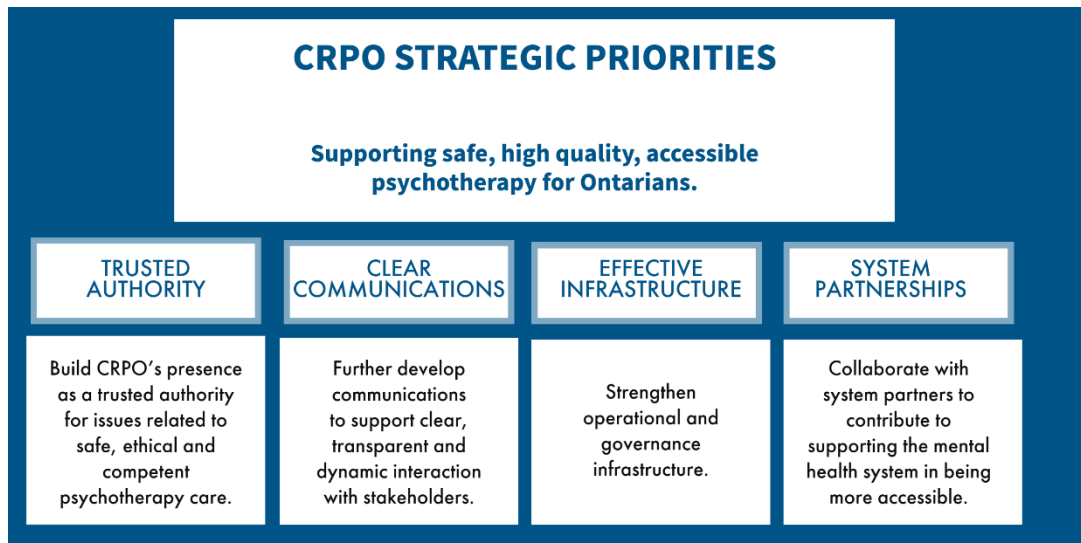 CRPO STRATEGIC PRIORITIES
Supporting safe, high quality, accessible
psychotherapy for Ontarians.
TRUSTED
AUTHORITY
Build CRPO’s presence
as a trusted authority
for issues related to
safe, ethical and
competent
psychotherapy care.
CLEAR
COMMUNICATIONS
Further develop
communications
to support clear,
transparent and
dynamic interaction
with stakeholders.
EFFECTIVE
INFRASTRUCTURE
Strengthen
operational and
governance
infrastructure.
SYSTEM
PARTNERSHIPS
Collaborate with
system partners to
contribute to
supporting the mental
health system in being
more accessible.